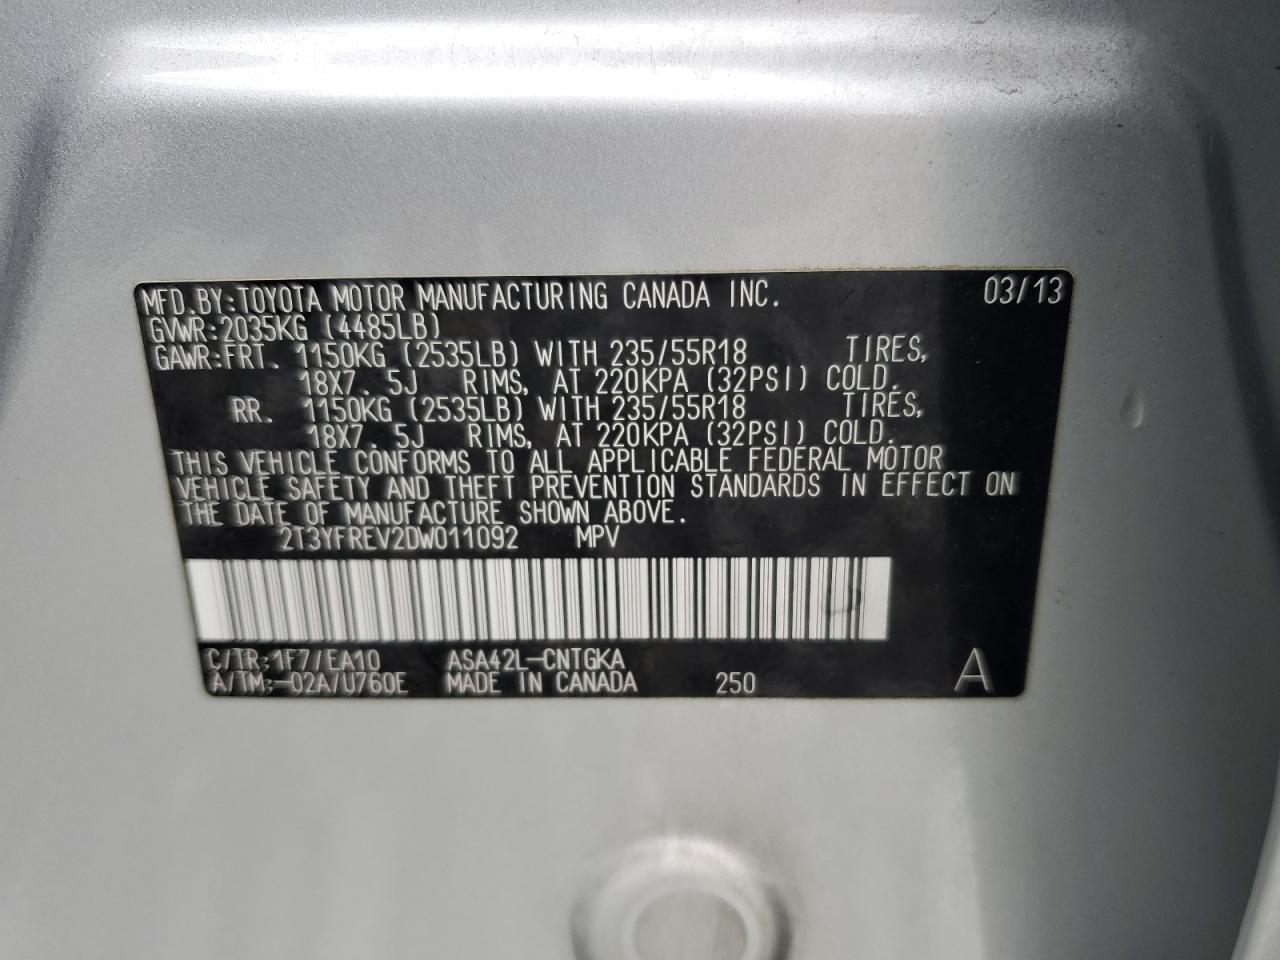 MFD.BY:TOYOTA MOTOR MANUFACTURING CANADA INC. 03/13
GVWR:2035KG (4485LB)
GAWR:FRT. 1150KG (2535LB) WITH 235/55R18 TIRES,
18X7.5J RIMS, AT 220KPA (32PSI) COLD.
RR. 1150KG (2535LB) WITH 235/55R18 TIRES,
18X7.5J RIMS, AT 220KPA (32PSI) COLD.
THIS VEHICLE CONFORMS TO ALL APPLICABLE FEDERAL MOTOR
VEHICLE SAFETY AND THEFT PREVENTION STANDARDS IN EFFECT ON
THE DATE OF MANUFACTURE SHOWN ABOVE.
2T3YFREV2DW011092 MPV
C/TR:1F7/EA10 ASA42L-CNTGKA
A/TM:-02A/U760E MADE IN CANADA 250 A